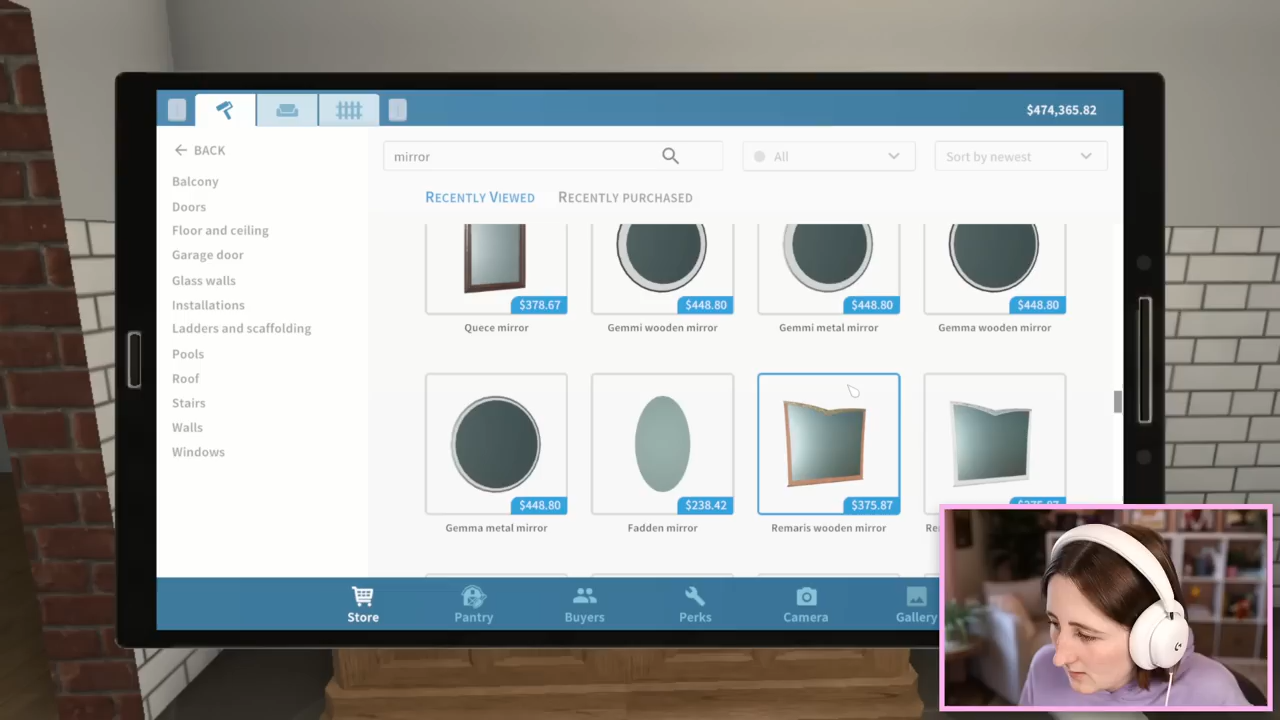 $474,365.82
BACK
Balcony
Doors
Floor and ceiling
Garage door
Glass walls
Installations
Ladders and scaffolding
Pools
Roof
Stairs
Walls
Windows
mirror
All
Sort by newest
RECENTLY VIEWED
RECENTLY PURCHASED
$378.67
$448.80
$448.80
$448.80
Quece mirror
Gemmi wooden mirror
Gemmi metal mirror
Gemma wooden mirror
$448.80
$238.42
$375.87
Gemma metal mirror
Fadden mirror
Remaris wooden mirror
Store
Pantry
Buyers
Perks
Camera
Gallery